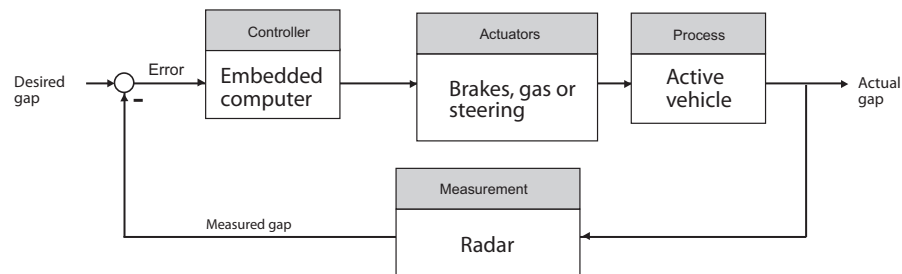 Controller
Actuators
Process
Desired
gap
Error
Embedded
computer
Brakes, gas or
steering
Active
vehicle
Actual
gap
-
Measurement
Measured gap
Radar